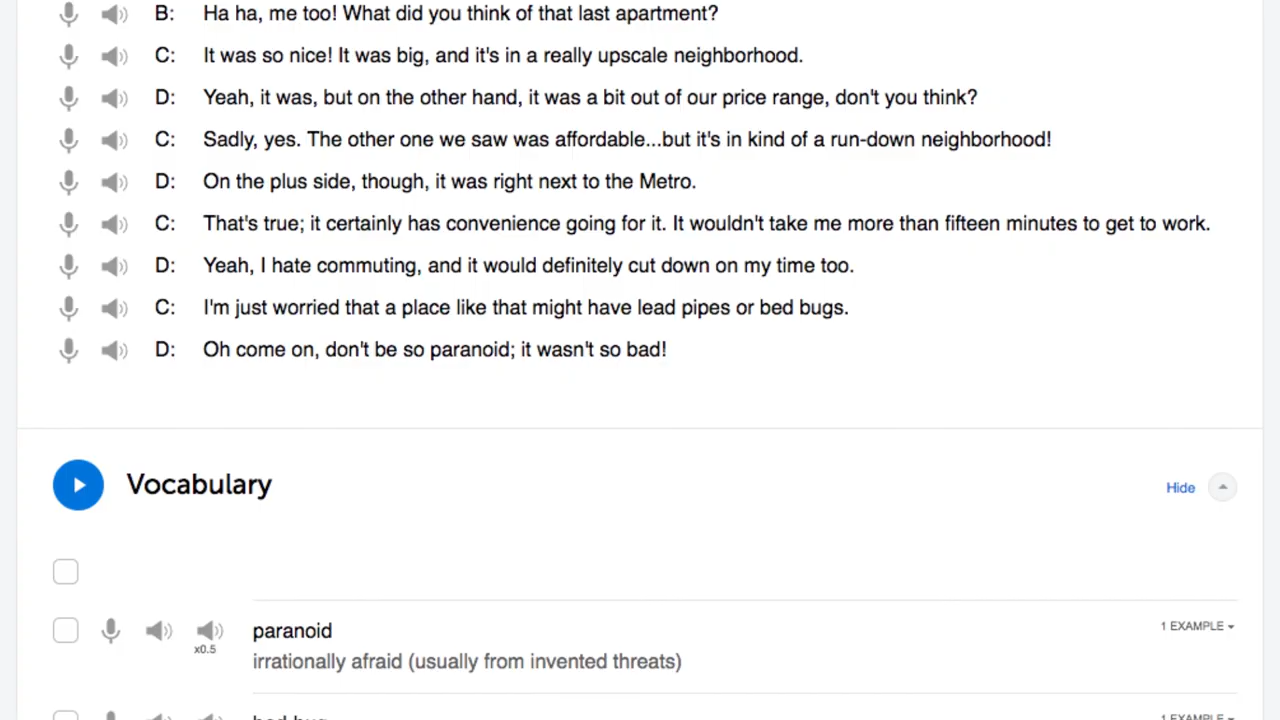 B: Ha ha, me too! What did you think of that last apartment?
C: It was so nice! It was big, and it's in a really upscale neighborhood.
D: Yeah, it was, but on the other hand, it was a bit out of our price range, don't you think?
C: Sadly, yes. The other one we saw was affordable...but it's in kind of a run-down neighborhood!
D: On the plus side, though, it was right next to the Metro.
C: That's true; it certainly has convenience going for it. It wouldn't take me more than fifteen minutes to get to work.
D: Yeah, I hate commuting, and it would definitely cut down on my time too.
C: I'm just worried that a place like that might have lead pipes or bed bugs.
D: Oh come on, don't be so paranoid; it wasn't so bad!
Vocabulary
Hide
paranoid
1 EXAMPLE
x0.5
irrationally afraid (usually from invented threats)
bed bug
1 EXAMPLE